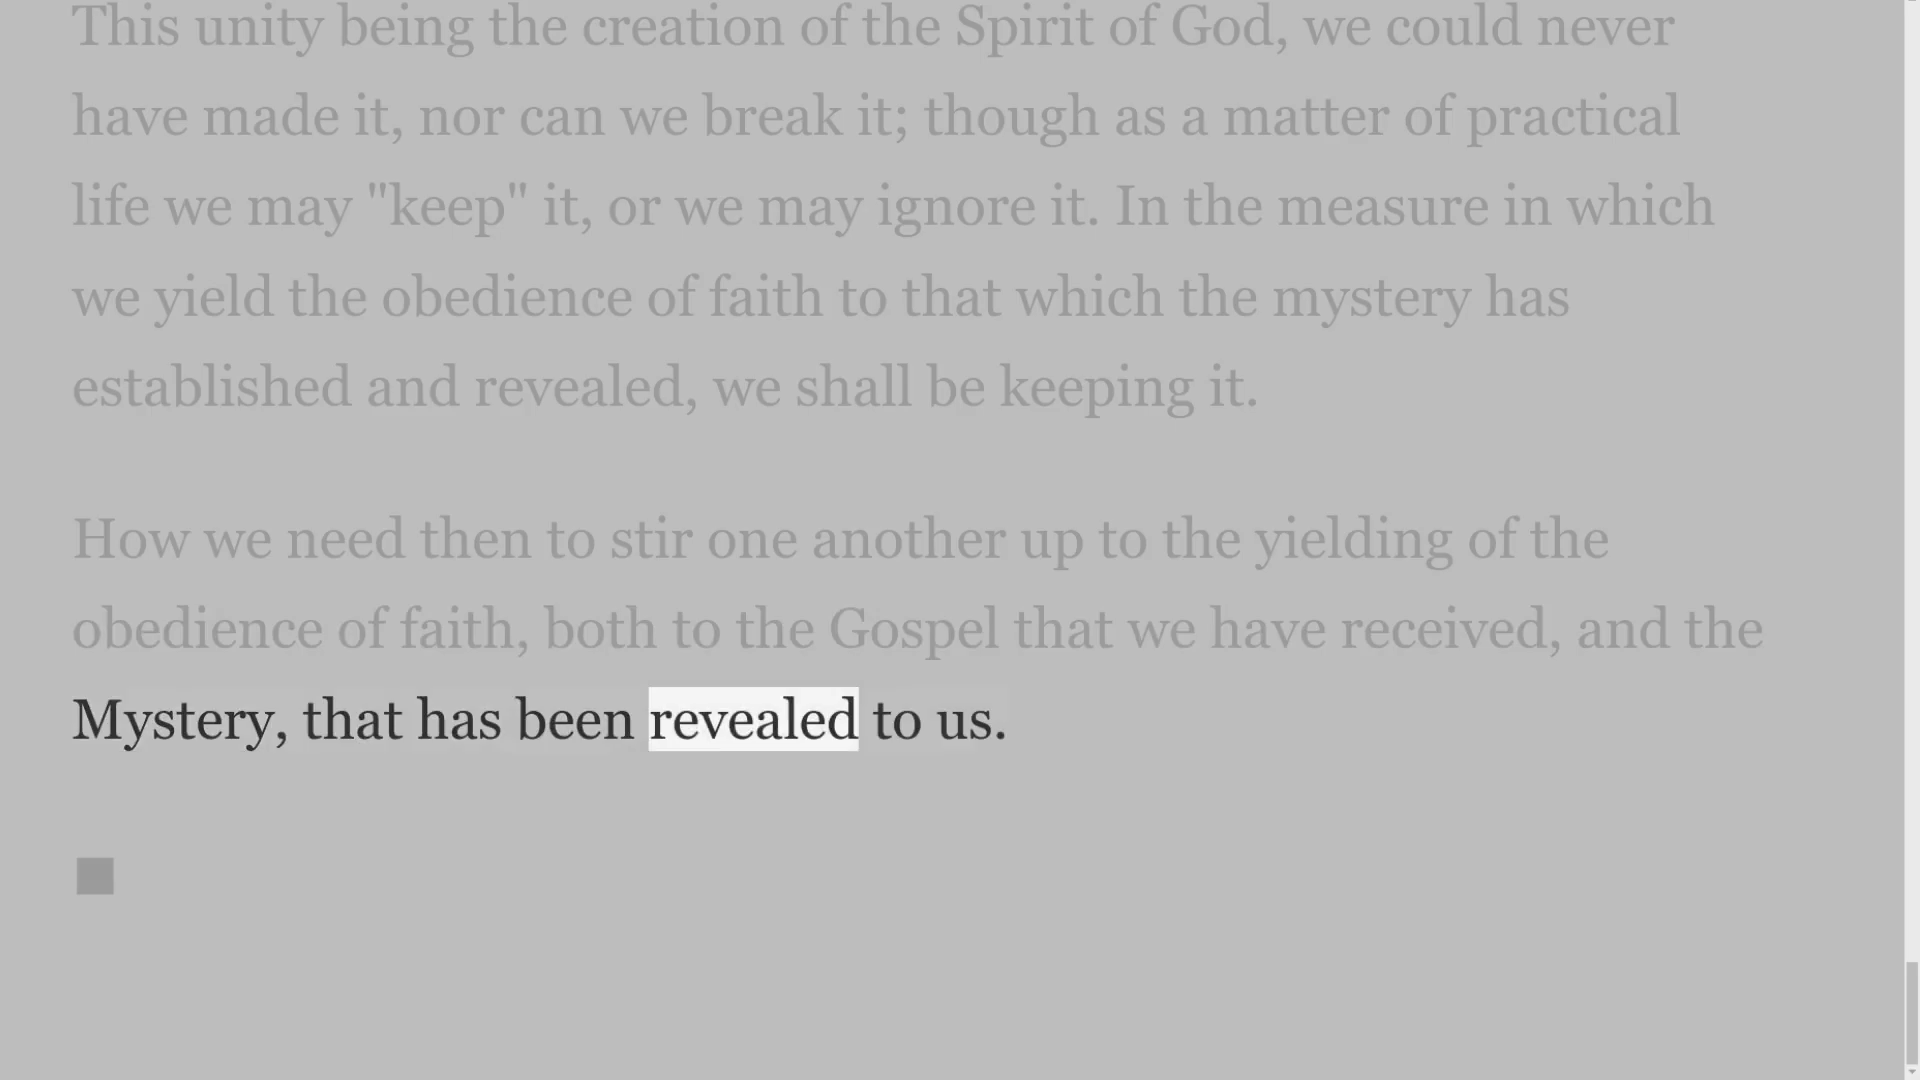 This unity being the creation of the Spirit of God, we could never
have made it, nor can we break it; though as a matter of practical
life we may "keep" it, or we may ignore it. In the measure in which
we yield the obedience of faith to that which the mystery has
established and revealed, we shall be keeping it.
How we need then to stir one another up to the yielding of the
obedience of faith, both to the Gospel that we have received, and the
Mystery, that has been revealed to us.